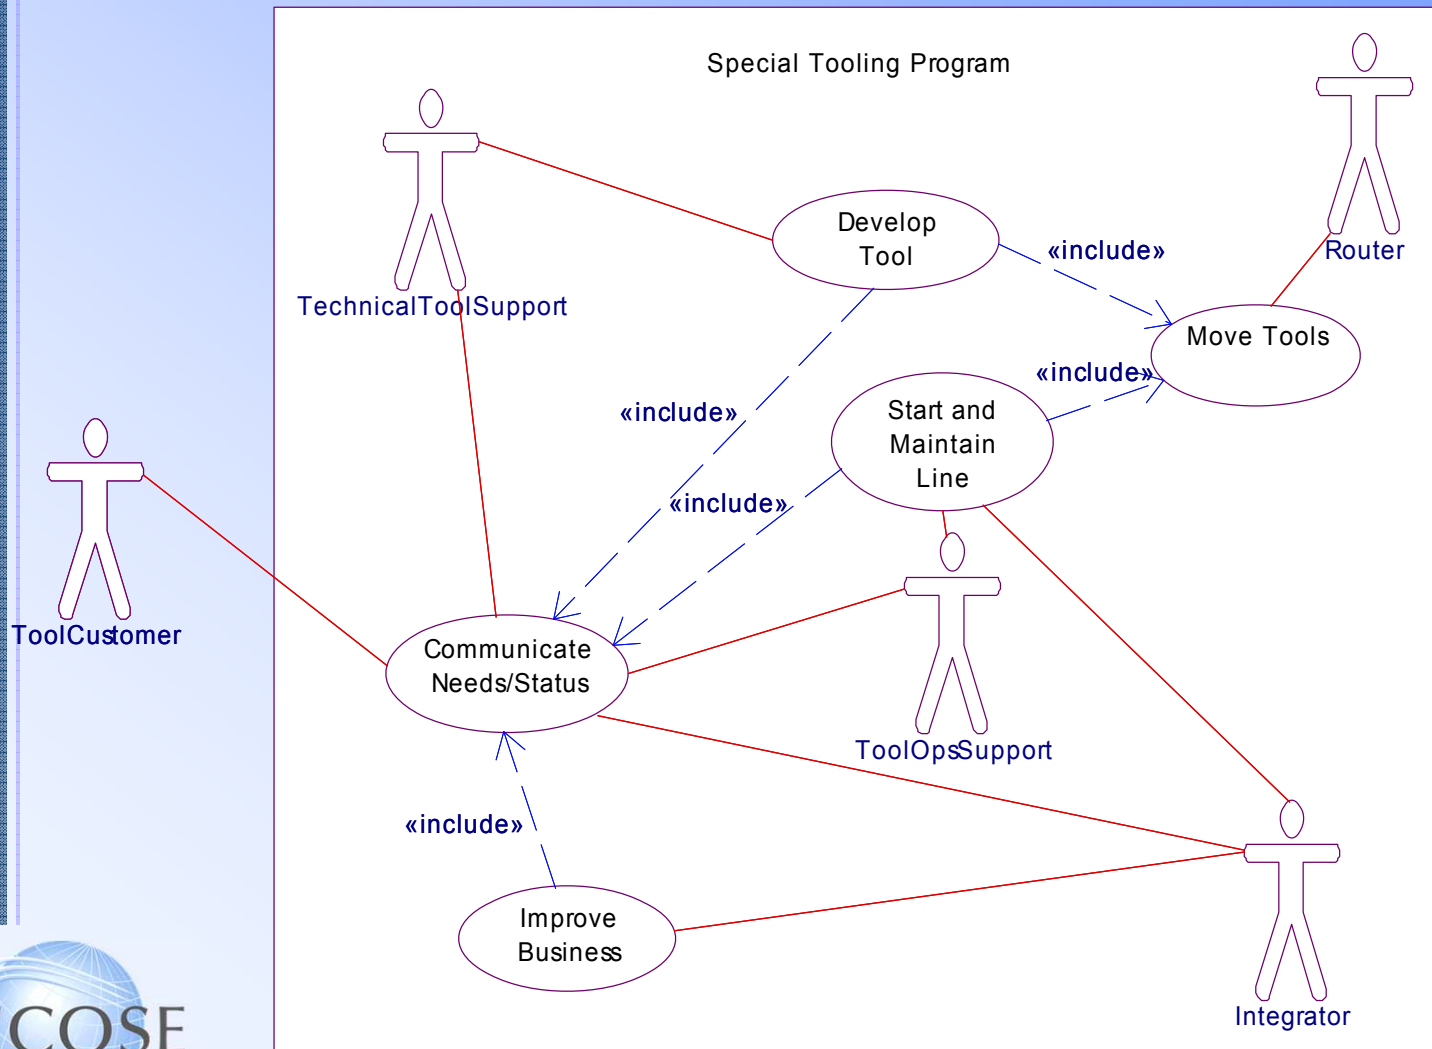 Special Tooling Program
Router
Develop
Tool
«include»
TechnicalToolSupport
Move Tools
«include»
Start and
Maintain
Line
«include»
«include»
ToolCustomer
Communicate
Needs/Status
ToolOpsSupport
«include»
Improve
Business
Integrator
COSE